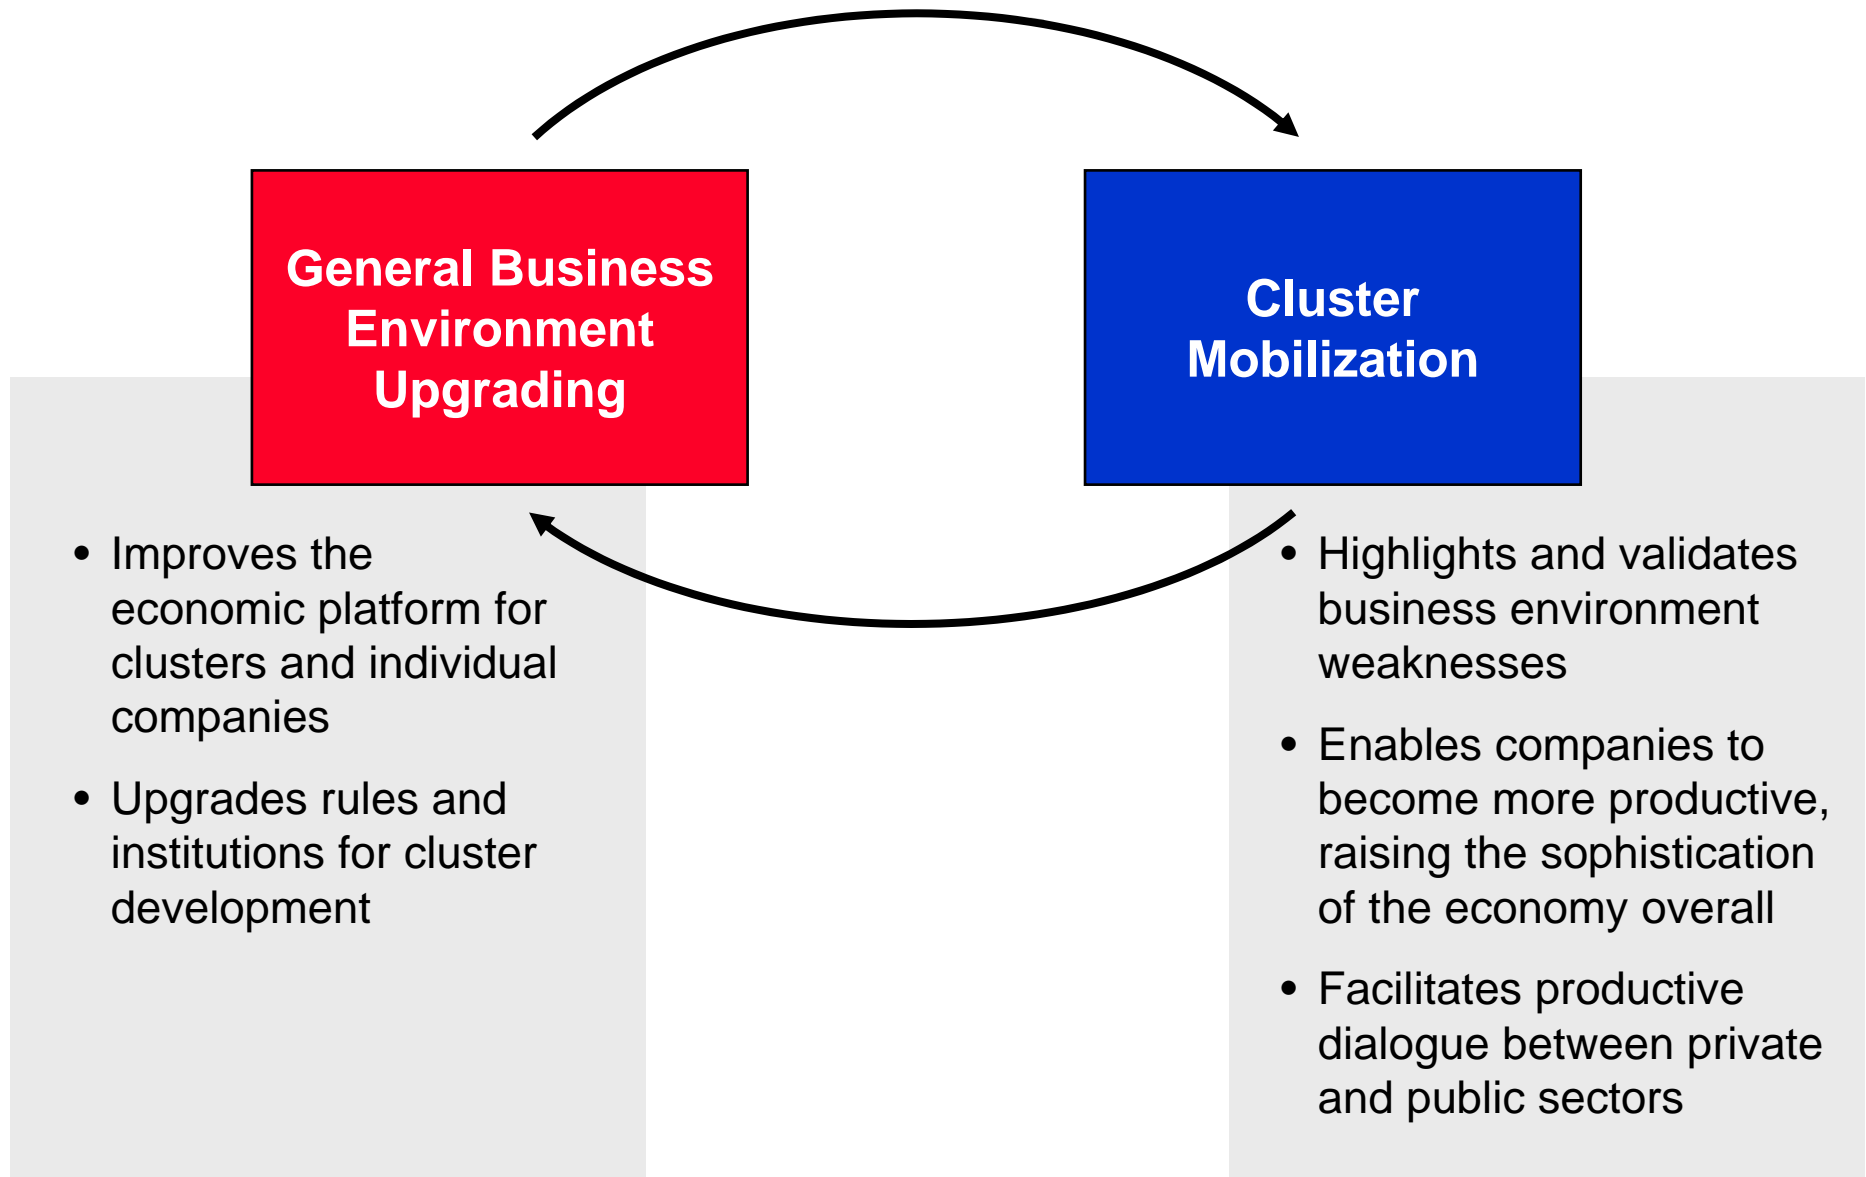 General Business
Environment
Upgrading
• Improves the
economic platform for
clusters and individual
companies
• Upgrades rules and
institutions for cluster
development
Cluster
Mobilization
• Highlights and validates
business environment
weaknesses
• Enables companies to
become more productive,
raising the sophistication
of the economy overall
• Facilitates productive
dialogue between private
and public sectors